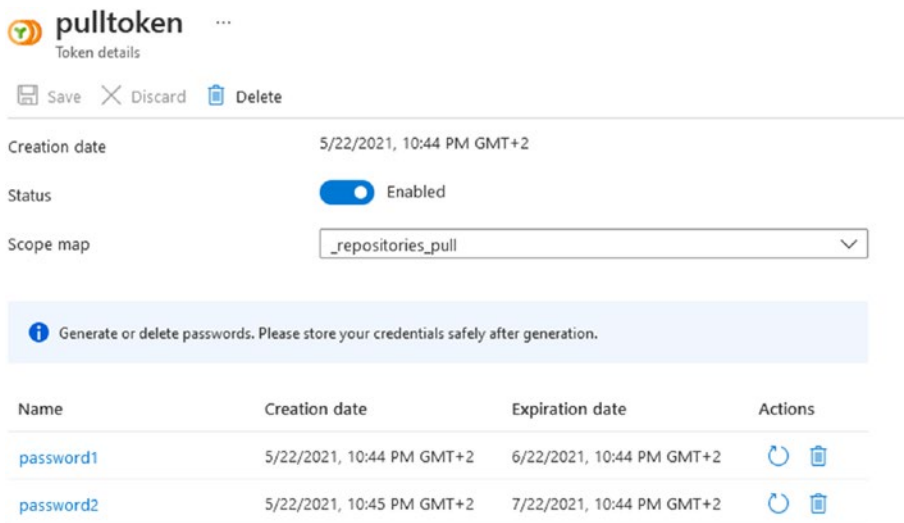 pulltoken ...
Token details
Save Discard Delete
Creation date 5/22/2021, 10:44 PM GMT+2
Status Enabled
Scope map _repositories_pull
Generate or delete passwords. Please store your credentials safely after generation.
Name Creation date Expiration date Actions
password1 5/22/2021, 10:44 PM GMT+2 6/22/2021, 10:44 PM GMT+2
password2 5/22/2021, 10:45 PM GMT+2 7/22/2021, 10:44 PM GMT+2